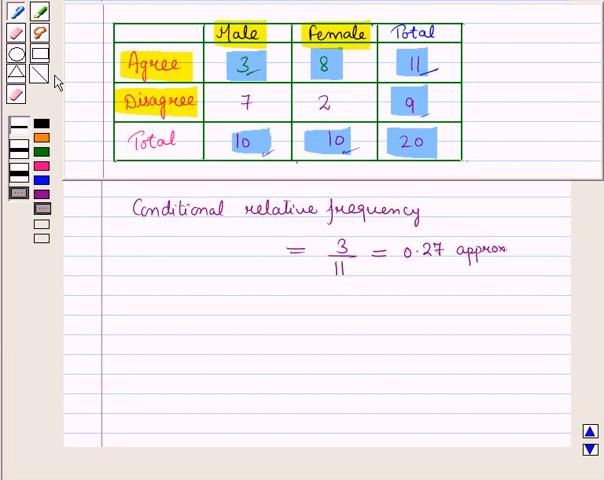 Male Female Total
Agree 3 8 11
Disagree 7 2 9
Total 10 10 20
Conditional relative frequency
= 3/11 = 0.27 approx